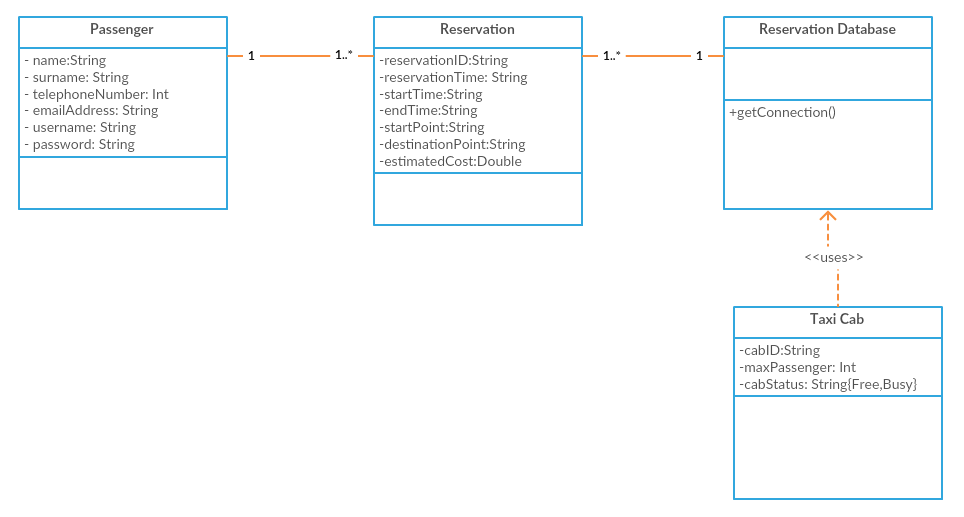 Passenger
- name:String
- surname: String
- telephoneNumber: Int
- emailAddress: String
- username: String
- password: String
1
1..*
Reservation
-reservationID:String
-reservationTime: String
-startTime:String
-endTime:String
-startPoint:String
-destinationPoint:String
-estimatedCost:Double
1..*
1
Reservation Database
+getConnection()
<<uses>>
Taxi Cab
-cabID:String
-maxPassenger: Int
-cabStatus: String{Free,Busy}